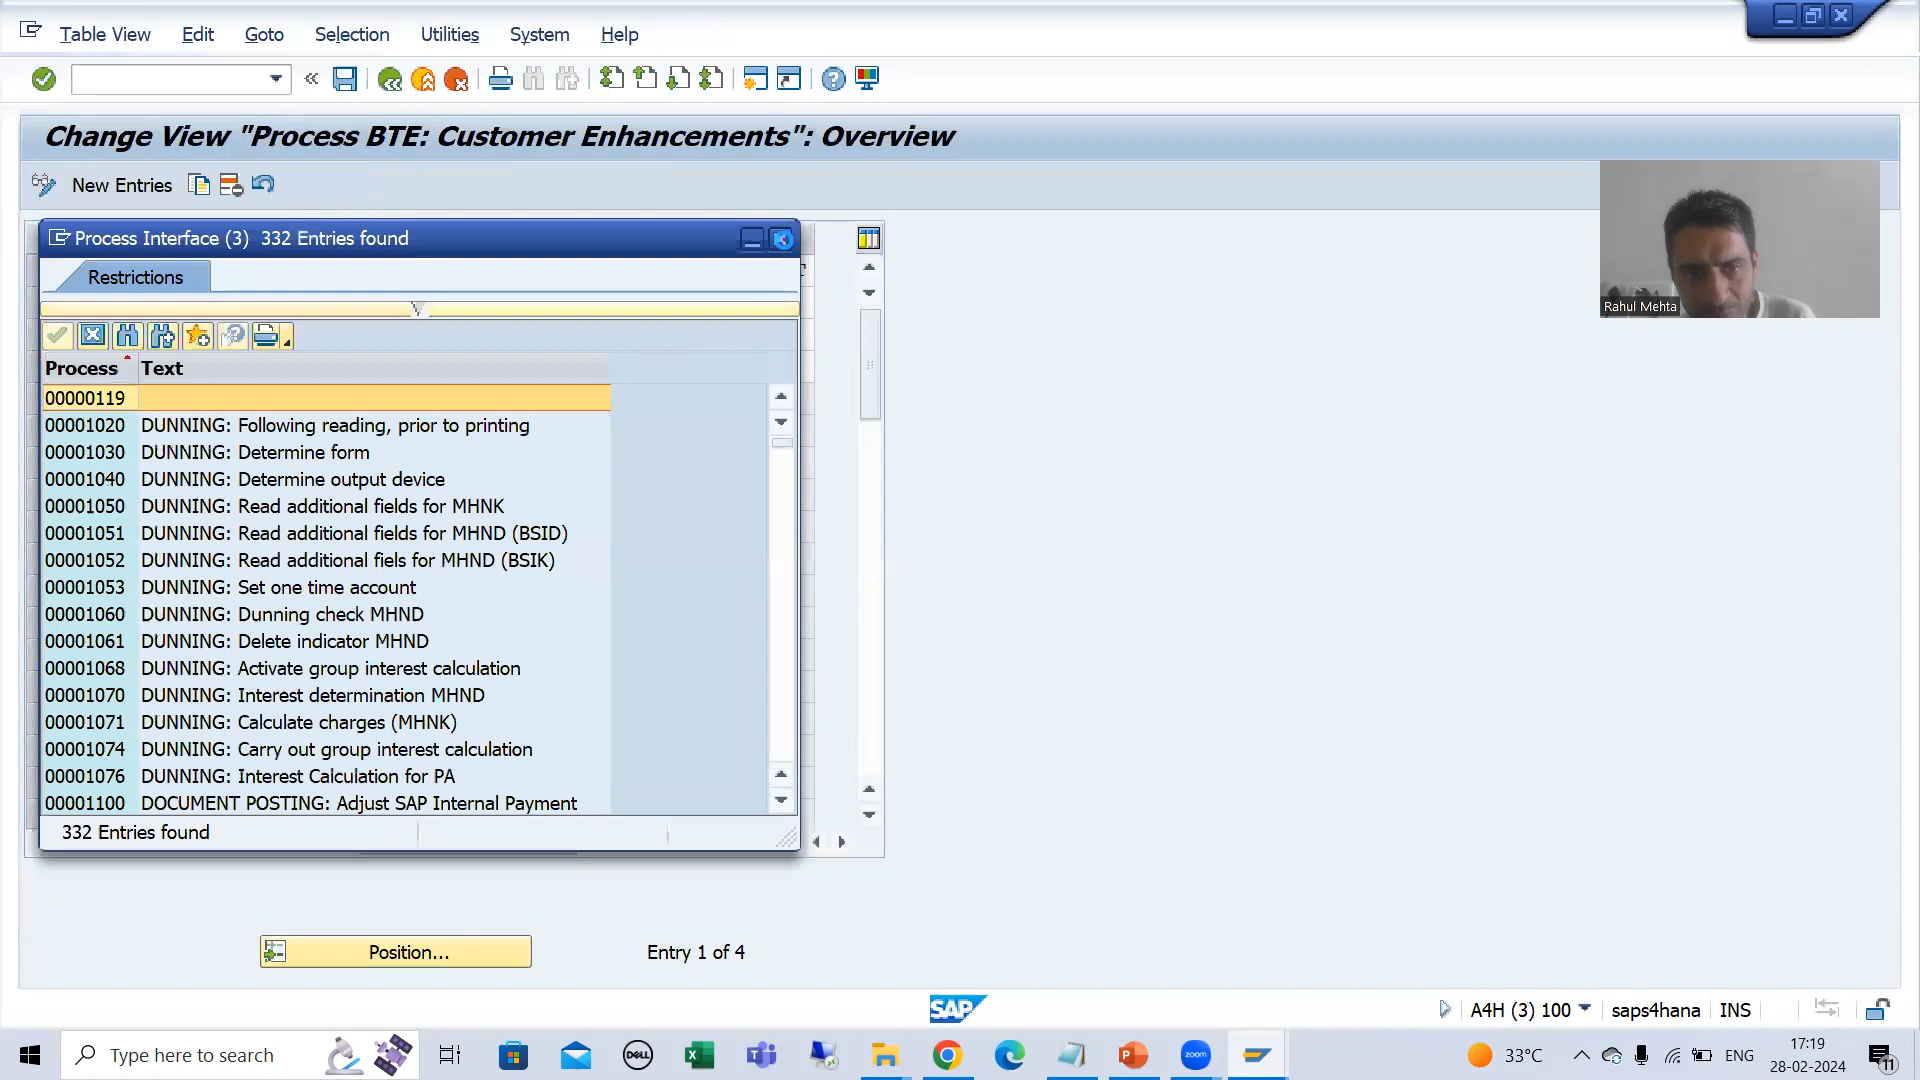 Table View Edit Goto Selection Utilities System Help
Change View "Process BTE: Customer Enhancements": Overview
New Entries
Process Interface (3) 332 Entries found
Restrictions
Process Text
00000119
00001020 DUNNING: Following reading, prior to printing
00001030 DUNNING: Determine form
00001040 DUNNING: Determine output device
00001050 DUNNING: Read additional fields for MHNK
00001051 DUNNING: Read additional fields for MHND (BSID)
00001052 DUNNING: Read additional fiels for MHND (BSIK)
00001053 DUNNING: Set one time account
00001060 DUNNING: Dunning check MHND
00001061 DUNNING: Delete indicator MHND
00001068 DUNNING: Activate group interest calculation
00001070 DUNNING: Interest determination MHND
00001071 DUNNING: Calculate charges (MHNK)
00001074 DUNNING: Carry out group interest calculation
00001076 DUNNING: Interest Calculation for PA
00001100 DOCUMENT POSTING: Adjust SAP Internal Payment
332 Entries found
Rahul Mehta
Position... Entry 1 of 4
SAP
A4H (3) 100 saps4hana INS
Type here to search
DELL
zoom
33°C
ENG
17:19
28-02-2024
11